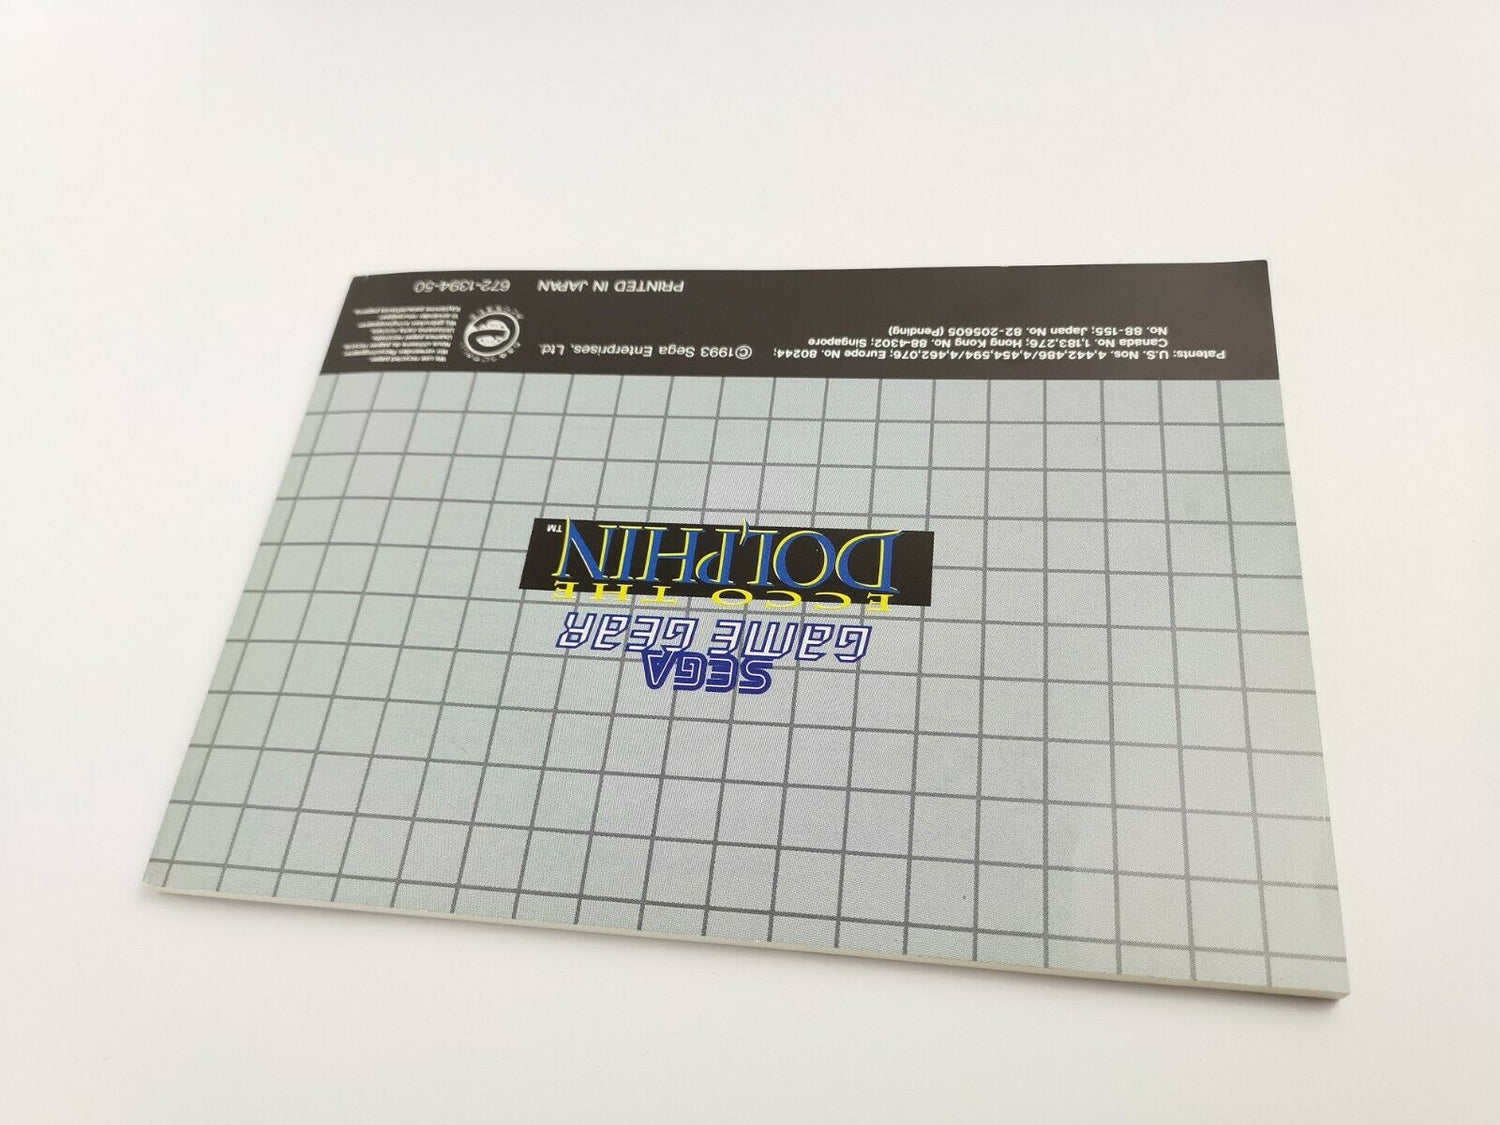 SEGA
GAME GEAR
ECCO THE
DOLPHIN™
Patents: U.S. Nos. 4,442,486/4,454,594/4,462,076; Europe No. 80244;
Canada No. 1,183,276; Hong Kong No. 88-4302; Singapore
No. 88-155; Japan No. 82-205605 (Pending)
©1993 Sega Enterprises, Ltd.
PRINTED IN JAPAN
672-1394-50